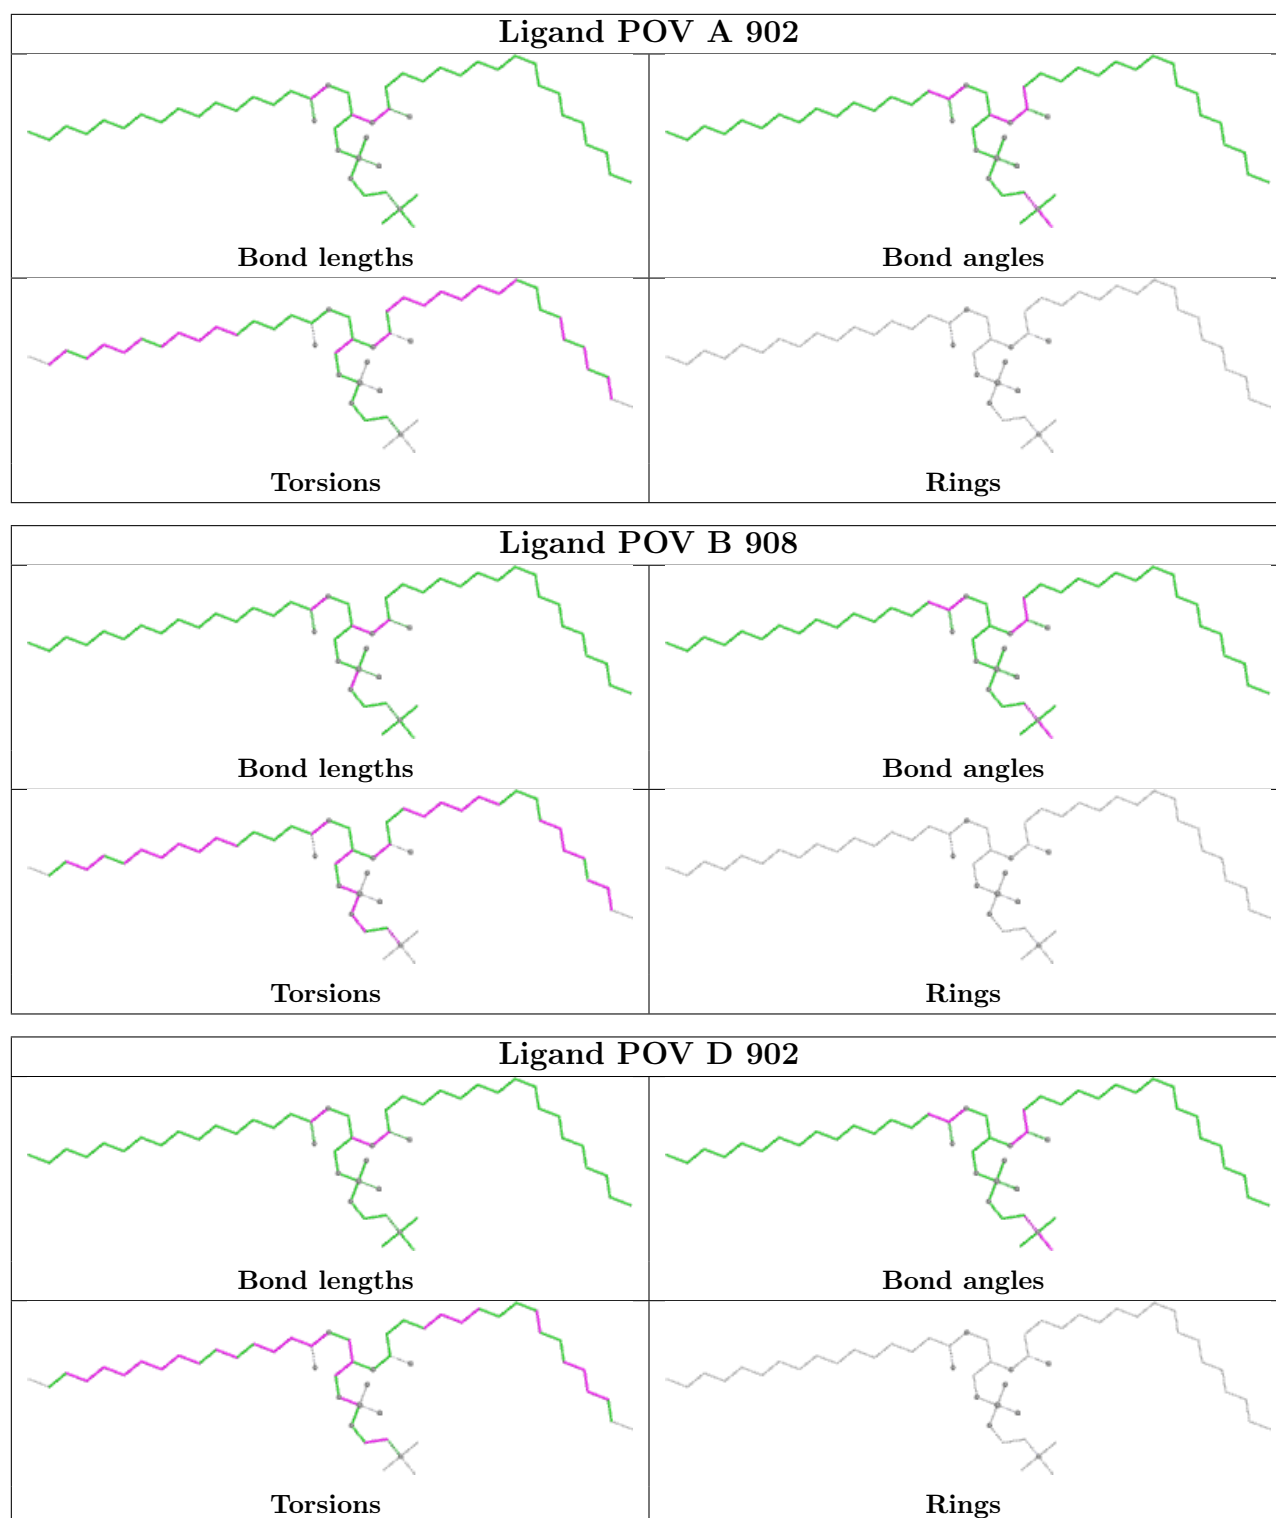 Ligand POV A 902
Bond lengths
Bond angles
Torsions
Rings
Ligand POV B 908
Bond lengths
Bond angles
Torsions
Rings
Ligand POV D 902
Bond lengths
Bond angles
Torsions
Rings